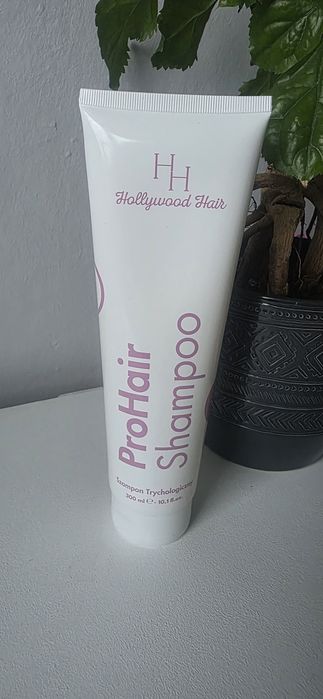 HH
Hollywood Hair
ProHair
Shampoo
Szampon Trychologiczny
300 ml ℮ - 10.1 fl.oz.